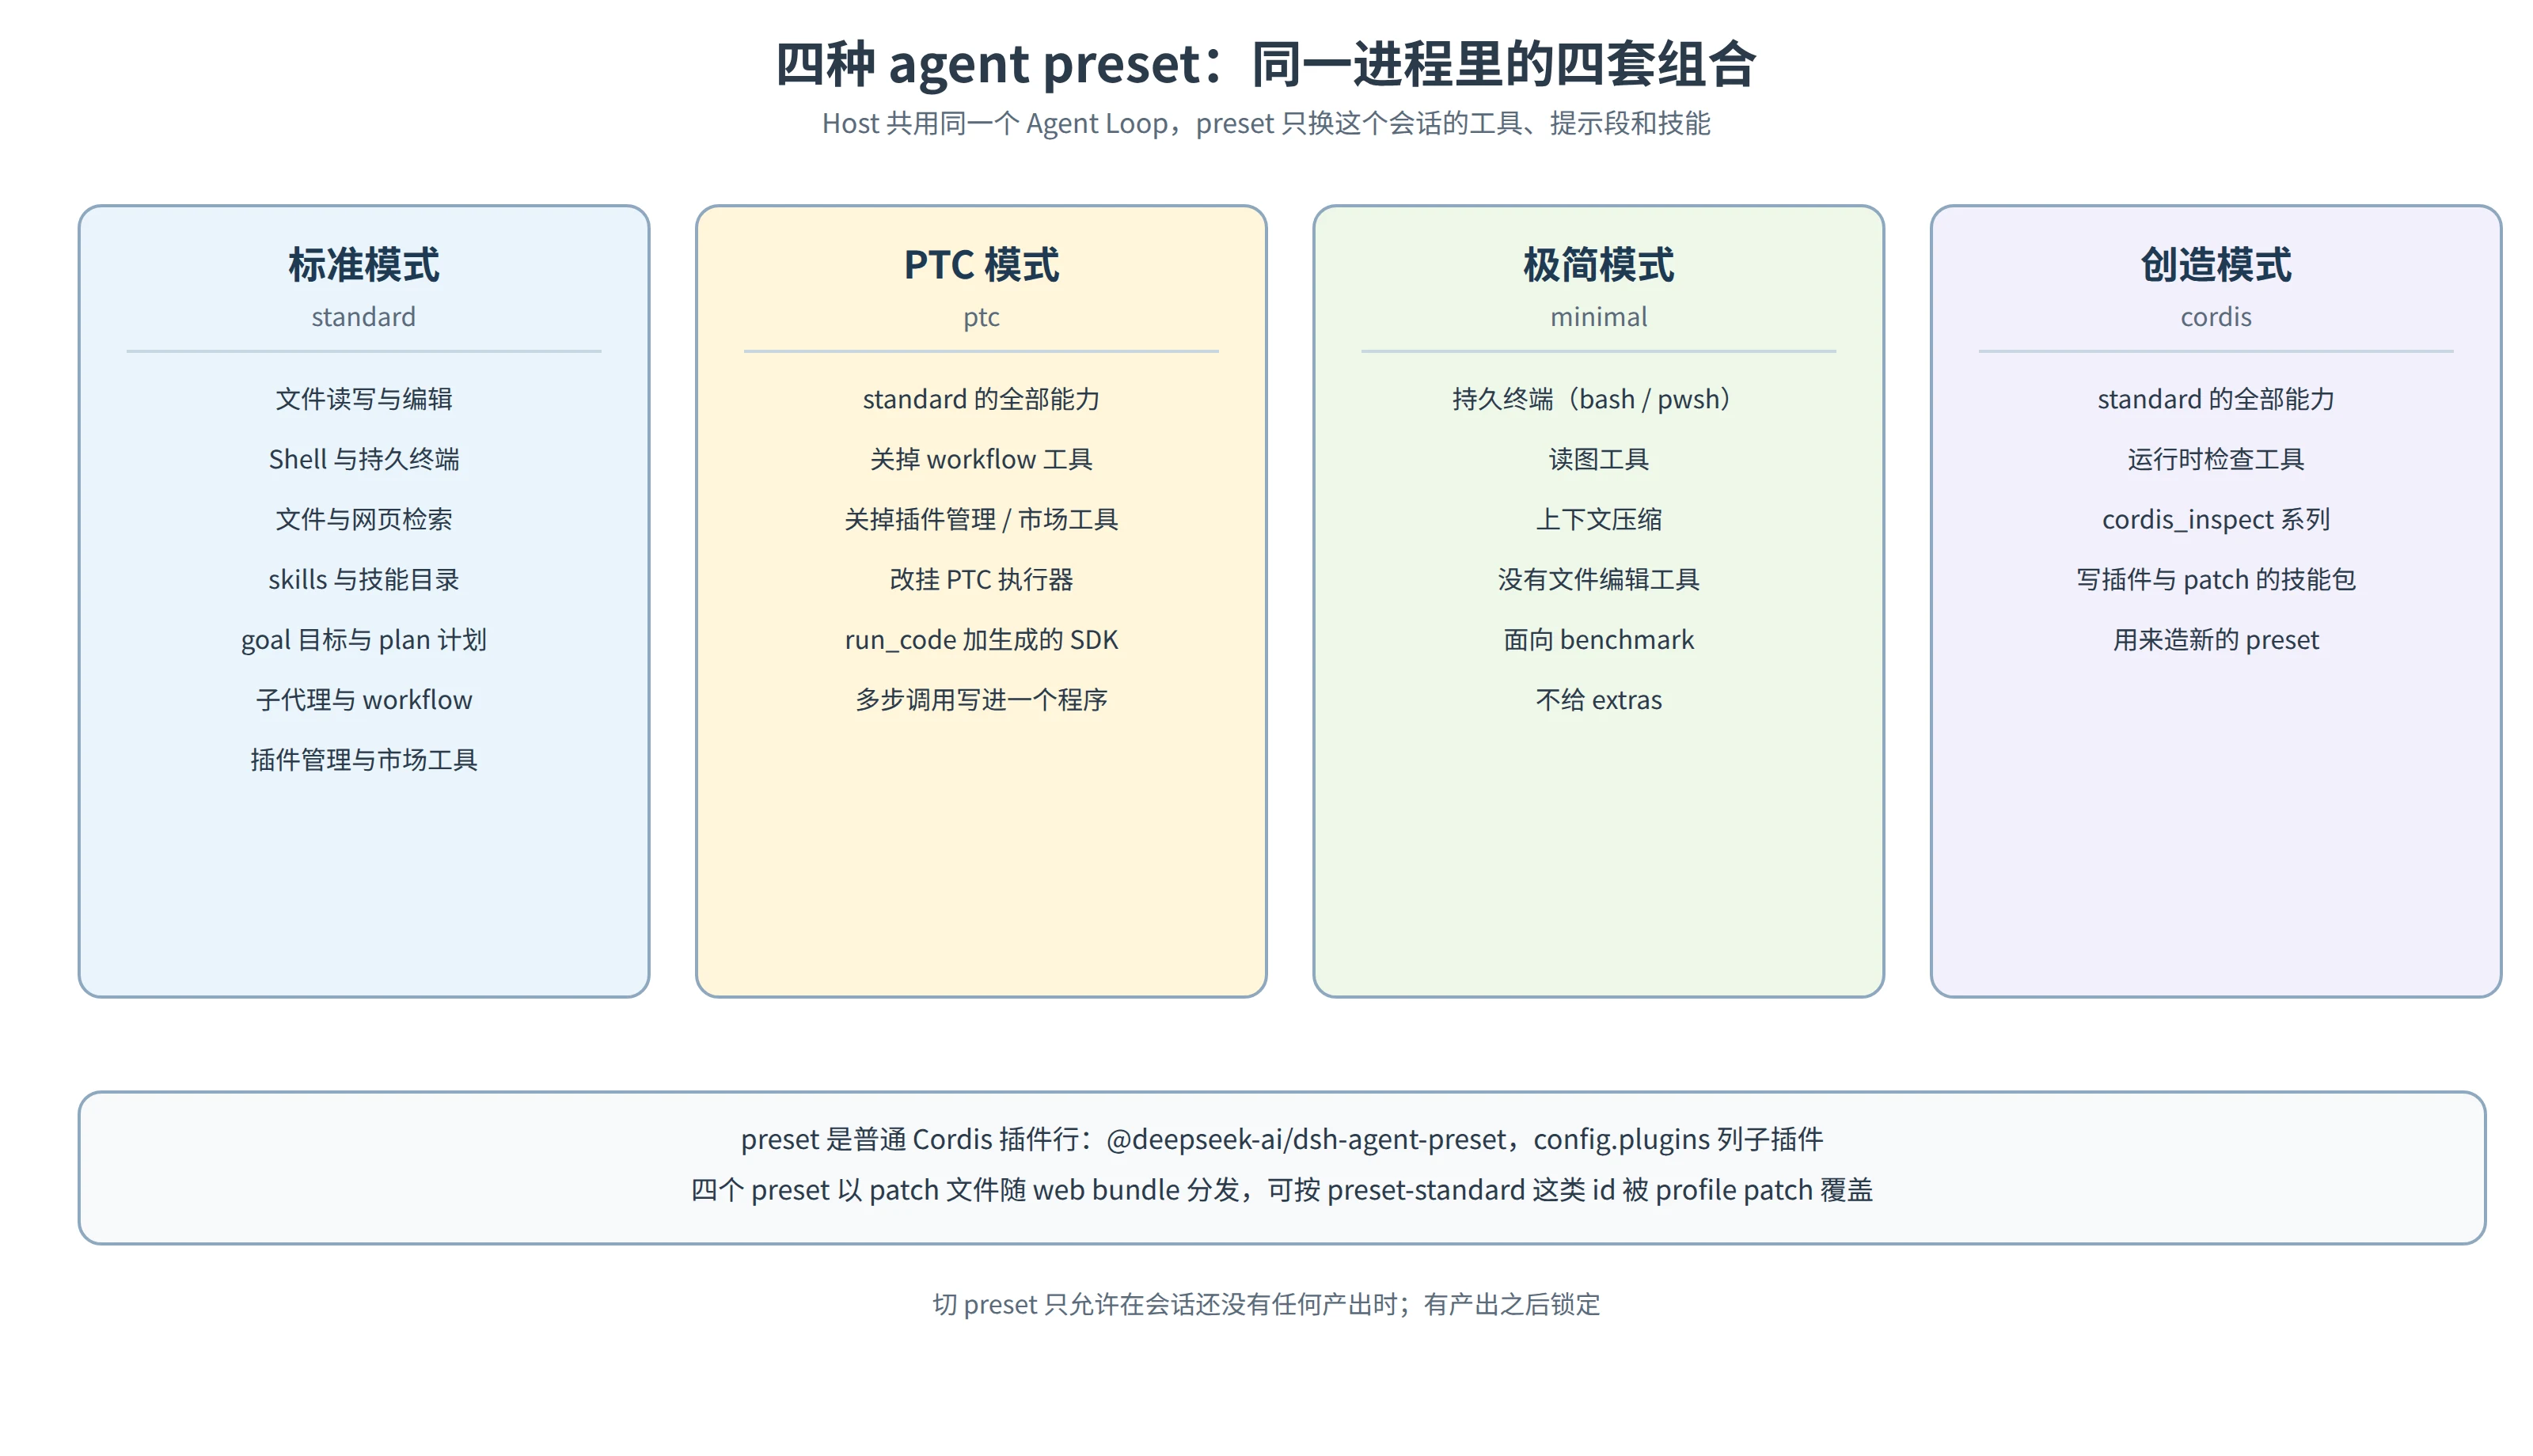 四种 agent preset：同一进程里的四套组合
Host 共用同一个 Agent Loop，preset 只换这个会话的工具、提示段和技能
标准模式
standard
文件读写与编辑
Shell 与持久终端
文件与网页检索
skills 与技能目录
goal 目标与 plan 计划
子代理与 workflow
插件管理与市场工具
PTC 模式
ptc
standard 的全部能力
关掉 workflow 工具
关掉插件管理 / 市场工具
改挂 PTC 执行器
run_code 加生成的 SDK
多步调用写进一个程序
极简模式
minimal
持久终端（bash / pwsh）
读图工具
上下文压缩
没有文件编辑工具
面向 benchmark
不给 extras
创造模式
cordis
standard 的全部能力
运行时检查工具
cordis_inspect 系列
写插件与 patch 的技能包
用来造新的 preset
preset 是普通 Cordis 插件行：@deepseek-ai/dsh-agent-preset，config.plugins 列子插件
四个 preset 以 patch 文件随 web bundle 分发，可按 preset-standard 这类 id 被 profile patch 覆盖
切 preset 只允许在会话还没有任何产出时；有产出之后锁定